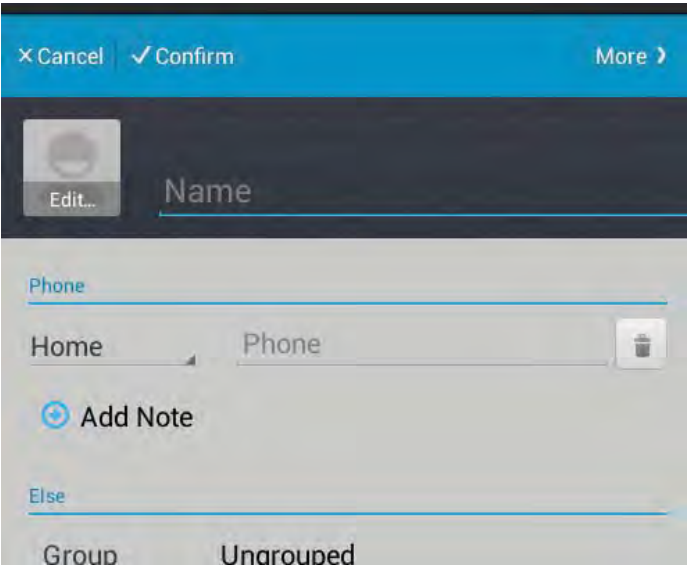 Cancel Confirm More
Edit... Name
Phone
Home Phone
Add Note
Else
Group Ungrouped